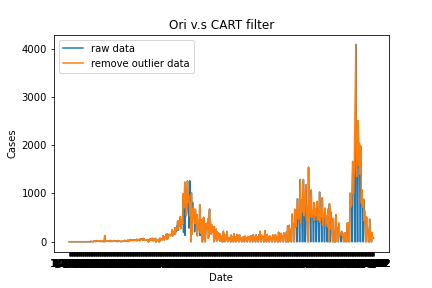 Ori v.s CART filter
raw data
remove outlier data
4000
3000
2000
1000
0
Cases
Date